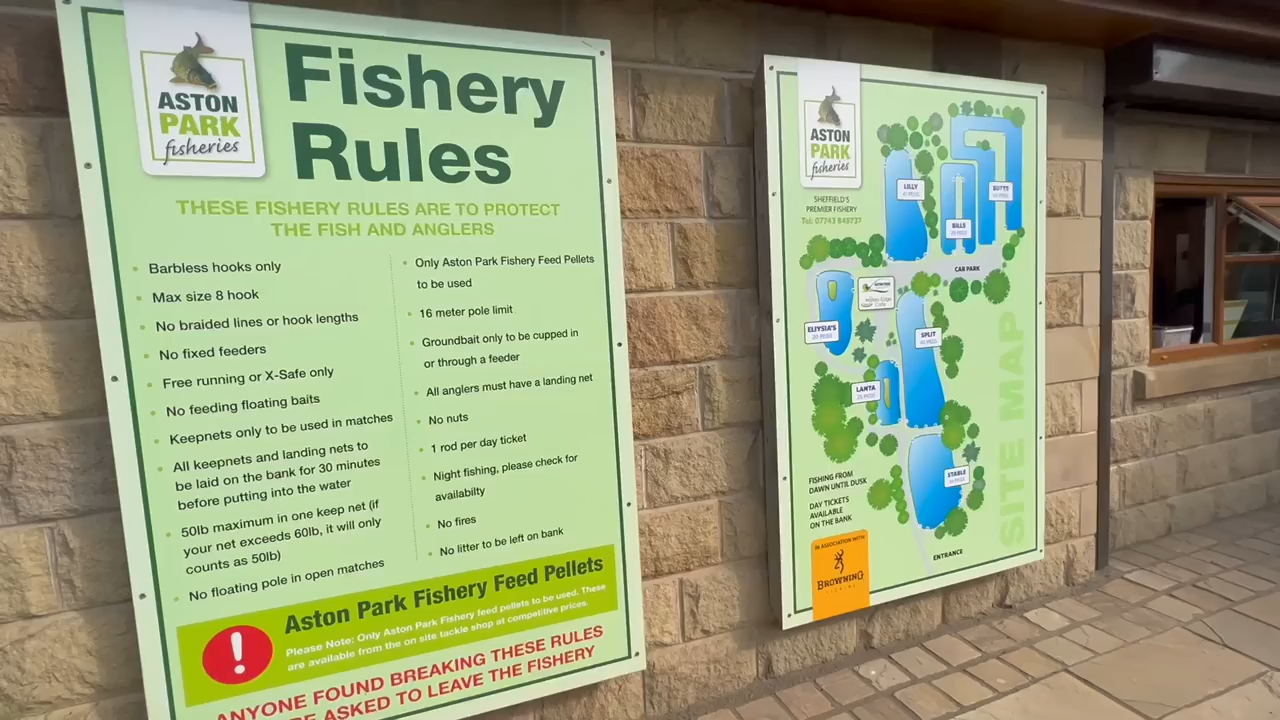 ASTON
PARK
fisheries
Fishery
Rules
THESE FISHERY RULES ARE TO PROTECT
THE FISH AND ANGLERS
Barbless hooks only
Max size 8 hook
No braided lines or hook lengths
No fixed feeders
Free running or X-Safe only
No feeding floating baits
Keepnets only to be used in matches
All keepnets and landing nets to
be laid on the bank for 30 minutes
before putting into the water
50lb maximum in one keep net (if
your net exceeds 60lb, it will only
counts as 50lb)
No floating pole in open matches
Only Aston Park Fishery Feed Pellets
to be used
16 meter pole limit
Groundbait only to be cupped in
or through a feeder
All anglers must have a landing net
No nuts
1 rod per day ticket
Night fishing, please check for
availabilty
No fires
No litter to be left on bank
Aston Park Fishery Feed Pellets
Please Note: Only Aston Park Fishery feed pellets to be used. These
are available from the on site tackle shop at competitive prices.
ANYONE FOUND BREAKING THESE RULES
ASKED TO LEAVE THE FISHERY
ASTON
PARK
fisheries
SHEFFIELD'S
PREMIER FISHERY
Tel: 07743 849737
LILLY
BUTTS
BILLS
CAR PARK
ELIYSIA'S
SPLIT
LANTA
STABLE
FISHING FROM
DAWN UNTIL DUSK
DAY TICKETS
AVAILABLE
ON THE BANK
IN ASSOCIATION WITH
BROWNING
FISHING
ENTRANCE
SITE MAP